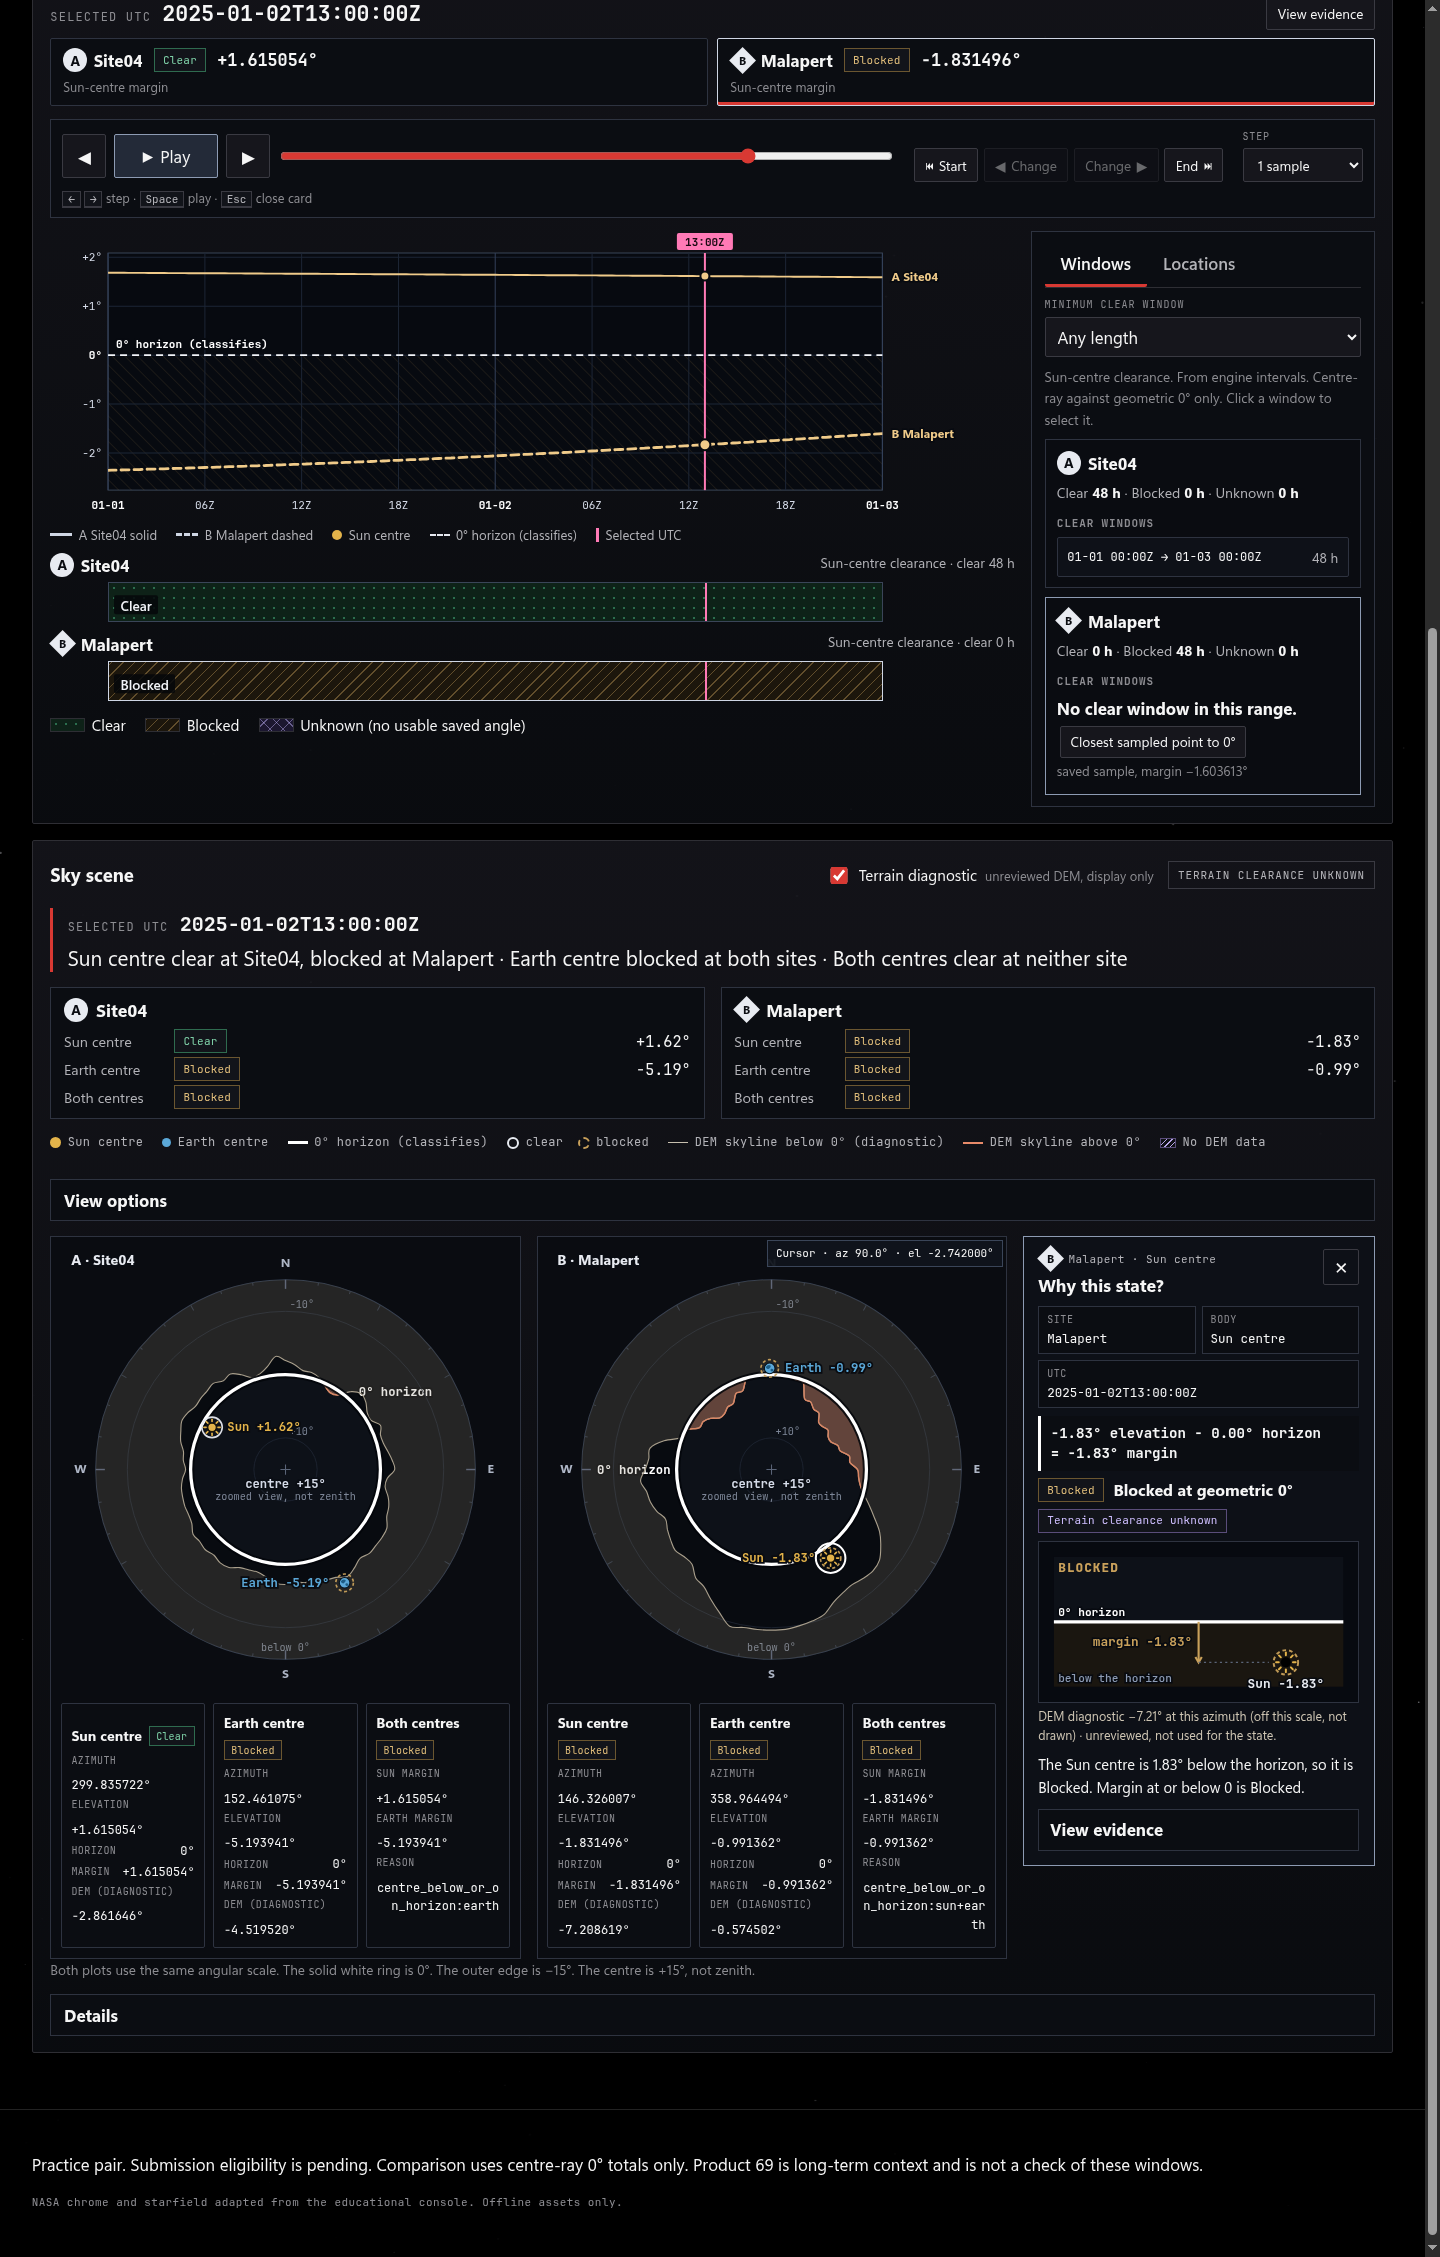 SELECTED UTC 2025-01-02T13:00:00Z
View evidence
A Site04 Clear +1.615054°
Sun-centre margin
B Malapert Blocked -1.831496°
Sun-centre margin
◀ ▶ Play ▶
⏮ Start ◀ Change Change ▶ End ⏭
STEP
1 sample
← → step · Space play · Esc close card
13:00Z
+2°
+1°
0° horizon (classifies)
0°
-1°
-2°
A Site04
B Malapert
01-01 06Z 12Z 18Z 01-02 06Z 12Z 18Z 01-03
A Site04 solid B Malapert dashed Sun centre 0° horizon (classifies) Selected UTC
A Site04 Sun-centre clearance · clear 48 h
Clear
B Malapert Sun-centre clearance · clear 0 h
Blocked
Clear Blocked Unknown (no usable saved angle)
Windows Locations
MINIMUM CLEAR WINDOW
Any length
Sun-centre clearance. From engine intervals. Centre-
ray against geometric 0° only. Click a window to
select it.
A Site04
Clear 48 h · Blocked 0 h · Unknown 0 h
CLEAR WINDOWS
01-01 00:00Z → 01-03 00:00Z 48 h
B Malapert
Clear 0 h · Blocked 48 h · Unknown 0 h
CLEAR WINDOWS
No clear window in this range.
Closest sampled point to 0°
saved sample, margin −1.603613°
Sky scene
Terrain diagnostic unreviewed DEM, display only
TERRAIN CLEARANCE UNKNOWN
SELECTED UTC 2025-01-02T13:00:00Z
Sun centre clear at Site04, blocked at Malapert · Earth centre blocked at both sites · Both centres clear at neither site
A Site04
Sun centre Clear +1.62°
Earth centre Blocked -5.19°
Both centres Blocked
B Malapert
Sun centre Blocked -1.83°
Earth centre Blocked -0.99°
Both centres Blocked
Sun centre Earth centre 0° horizon (classifies) clear blocked DEM skyline below 0° (diagnostic) DEM skyline above 0° No DEM data
View options
A · Site04
N
-10°
0° horizon
Sun +1.62°
+10°
W
E
centre +15°
zoomed view, not zenith
Earth -5.19°
below 0°
S
B · Malapert
Cursor · az 90.0° · el -2.742000°
-10°
Earth -0.99°
+10°
W
0° horizon
E
centre +15°
zoomed view, not zenith
Sun -1.83°
below 0°
S
Sun centre Clear
AZIMUTH
299.835722°
ELEVATION
+1.615054°
HORIZON 0°
MARGIN +1.615054°
DEM (DIAGNOSTIC)
-2.861646°
Earth centre
Blocked
AZIMUTH
152.461075°
ELEVATION
-5.193941°
HORIZON 0°
MARGIN -5.193941°
DEM (DIAGNOSTIC)
-4.519520°
Both centres
Blocked
SUN MARGIN
+1.615054°
EARTH MARGIN
-5.193941°
REASON
centre_below_or_o
n_horizon:earth
Sun centre
Blocked
AZIMUTH
146.326007°
ELEVATION
-1.831496°
HORIZON 0°
MARGIN -1.831496°
DEM (DIAGNOSTIC)
-7.208619°
Earth centre
Blocked
AZIMUTH
358.964494°
ELEVATION
-0.991362°
HORIZON 0°
MARGIN -0.991362°
DEM (DIAGNOSTIC)
-0.574502°
Both centres
Blocked
SUN MARGIN
-1.831496°
EARTH MARGIN
-0.991362°
REASON
centre_below_or_o
n_horizon:sun+ear
th
B Malapert · Sun centre
✕
Why this state?
SITE
Malapert
BODY
Sun centre
UTC
2025-01-02T13:00:00Z
-1.83° elevation - 0.00° horizon
= -1.83° margin
Blocked Blocked at geometric 0°
Terrain clearance unknown
BLOCKED
0° horizon
margin -1.83°
below the horizon
Sun -1.83°
DEM diagnostic −7.21° at this azimuth (off this scale, not
drawn) · unreviewed, not used for the state.
The Sun centre is 1.83° below the horizon, so it is
Blocked. Margin at or below 0 is Blocked.
View evidence
Both plots use the same angular scale. The solid white ring is 0°. The outer edge is −15°. The centre is +15°, not zenith.
Details
Practice pair. Submission eligibility is pending. Comparison uses centre-ray 0° totals only. Product 69 is long-term context and is not a check of these windows.
NASA chrome and starfield adapted from the educational console. Offline assets only.